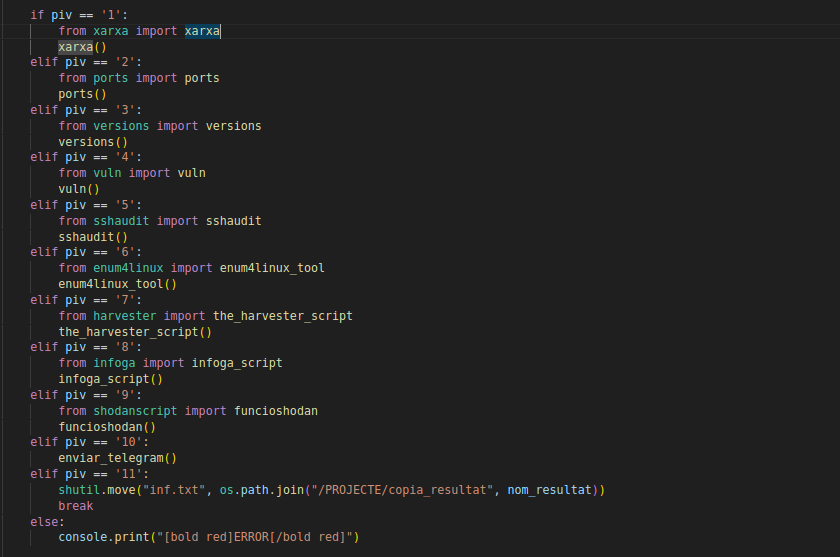 if piv == '1':
    from xarxa import xarxa
    xarxa()
elif piv == '2':
    from ports import ports
    ports()
elif piv == '3':
    from versions import versions
    versions()
elif piv == '4':
    from vuln import vuln
    vuln()
elif piv == '5':
    from sshaudit import sshaudit
    sshaudit()
elif piv == '6':
    from enum4linux import enum4linux_tool
    enum4linux_tool()
elif piv == '7':
    from harvester import the_harvester_script
    the_harvester_script()
elif piv == '8':
    from infoga import infoga_script
    infoga_script()
elif piv == '9':
    from shodanscript import funcioshodan
    funcioshodan()
elif piv == '10':
    enviar_telegram()
elif piv == '11':
    shutil.move("inf.txt", os.path.join("/PROJECTE/copia_resultat", nom_resultat))
    break
else:
    console.print("[bold red]ERROR[/bold red]")